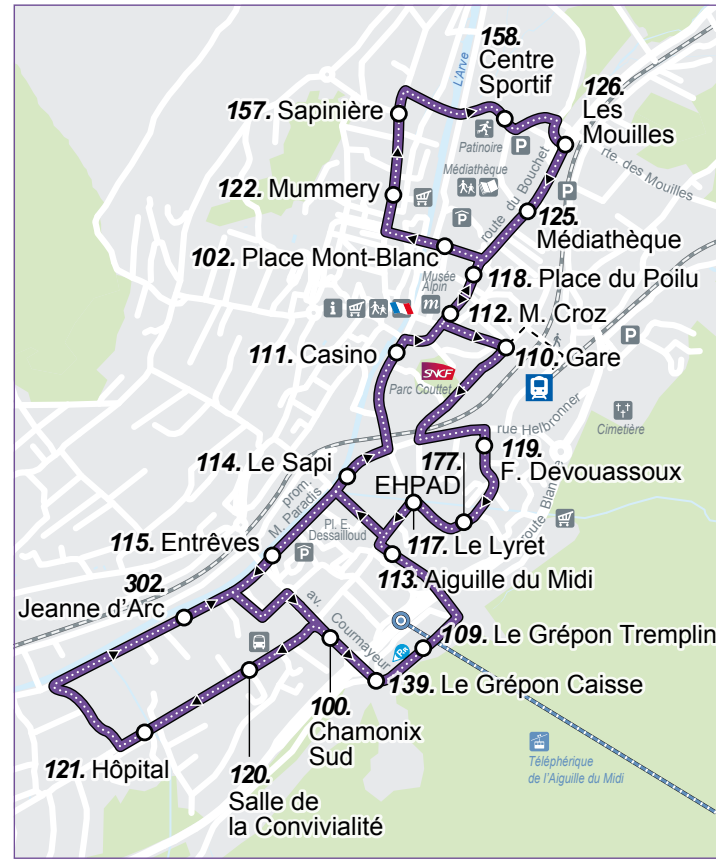 158.
Centre
Sportif
L'Arve
126.
Les
Mouilles
157. Sapinière
Patinoire
P
rte. des Mouilles
Médiathèque
route du Bouchet
P
122. Mummery
P
125.
Médiathèque
102. Place Mont-Blanc
Musée
Alpin
118. Place du Poilu
i
m
112. M. Croz
P
111. Casino
110. Gare
SNCF
Parc Couttet
rue Helbronner
Cimetière
119.
F. Devouassoux
114. Le Sapi
177.
EHPAD
prom.
M. Paradis
route Blanche
Pl. E.
Dessailloud
115. Entrêves
P
117. Le Lyret
113. Aiguille du Midi
302.
Jeanne d'Arc
av.
Courmayeur
109. Le Grépon Tremplin
P+R
139. Le Grépon Caisse
100.
Chamonix
Sud
121. Hôpital
120.
Salle de
la Convivialité
Téléphérique
de l'Aiguille du Midi